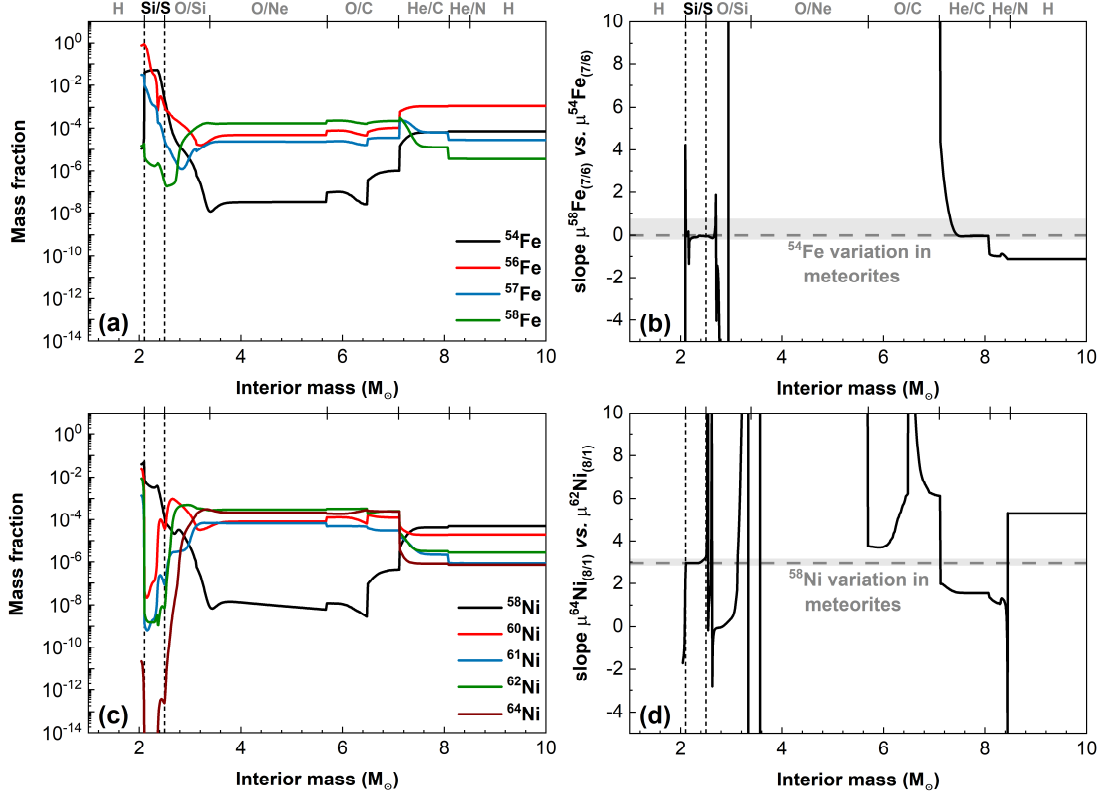 H Si/S O/Si O/Ne O/C He/C He/N H
H Si/S O/Si O/Ne O/C He/C He/N H
10⁰
10⁻²
10⁻⁴
10⁻⁶
10⁻⁸
10⁻¹⁰
10⁻¹²
10⁻¹⁴
Mass fraction
⁵⁴Fe
⁵⁶Fe
⁵⁷Fe
⁵⁸Fe
(a)
2 4 6 8 10
Interior mass (M☉)
10
8
6
4
2
0
-2
-4
slope μ⁵⁸Fe₍₇/₆₎ vs. μ⁵⁴Fe₍₇/₆₎
⁵⁴Fe variation in
meteorites
(b)
2 4 6 8 10
Interior mass (M☉)
10⁰
10⁻²
10⁻⁴
10⁻⁶
10⁻⁸
10⁻¹⁰
10⁻¹²
10⁻¹⁴
Mass fraction
⁵⁸Ni
⁶⁰Ni
⁶¹Ni
⁶²Ni
⁶⁴Ni
(c)
2 4 6 8 10
Interior mass (M☉)
10
8
6
4
2
0
-2
-4
slope μ⁶⁴Ni₍₈/₁₎ vs. μ⁶²Ni₍₈/₁₎
⁵⁸Ni variation in
meteorites
(d)
2 4 6 8 10
Interior mass (M☉)